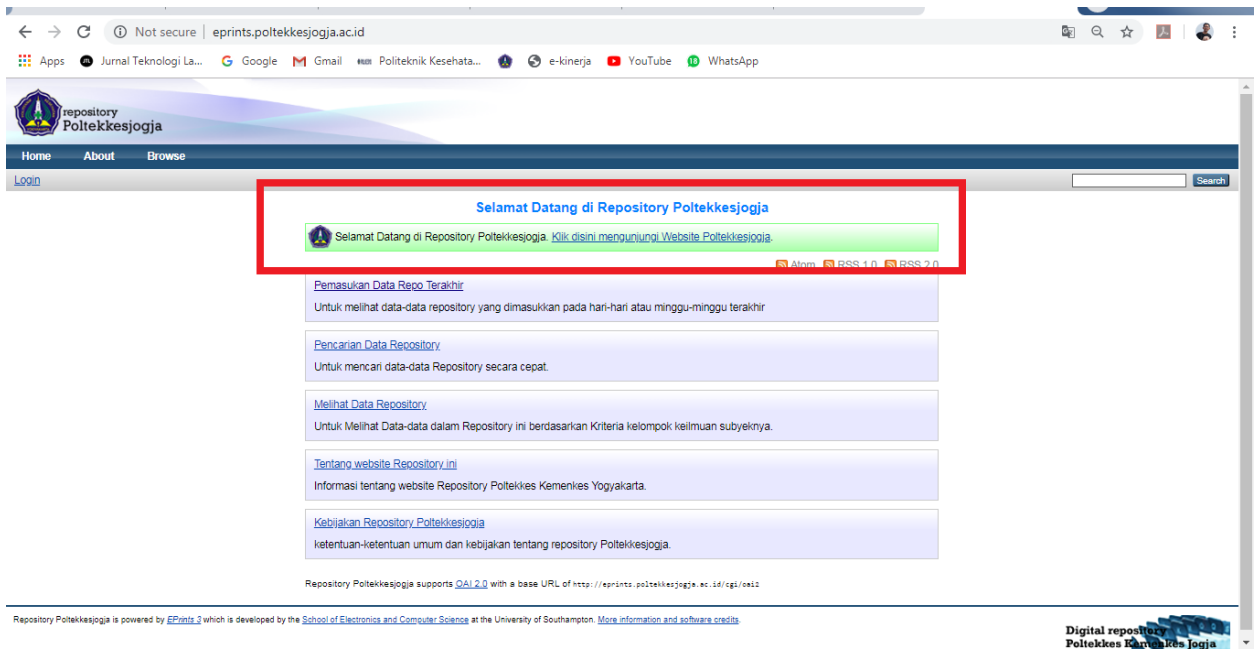 Not secure | eprints.poltekkesjogja.ac.id
Apps Jurnal Teknologi La... Google Gmail Politeknik Kesehata... e-kinerja YouTube WhatsApp
repository
Poltekkesjogja
Home About Browse
Login Search
Selamat Datang di Repository Poltekkesjogja
Selamat Datang di Repository Poltekkesjogja. Klik disini mengunjungi Website Poltekkesjogja.
Atom RSS 1.0 RSS 2.0
Pemasukan Data Repo Terakhir
Untuk melihat data-data repository yang dimasukkan pada hari-hari atau minggu-minggu terakhir
Pencarian Data Repository
Untuk mencari data-data Repository secara cepat.
Melihat Data Repository
Untuk Melihat Data-data dalam Repository ini berdasarkan Kriteria kelompok keilmuan subyeknya.
Tentang website Repository ini
Informasi tentang website Repository Poltekkes Kemenkes Yogyakarta.
Kebijakan Repository Poltekkesjogja
ketentuan-ketentuan umum dan kebijakan tentang repository Poltekkesjogja.
Repository Poltekkesjogja supports OAI 2.0 with a base URL of http://eprints.poltekkesjogja.ac.id/cgi/oai2
Repository Poltekkesjogja is powered by EPrints 3 which is developed by the School of Electronics and Computer Science at the University of Southampton. More information and software credits.
Digital repository
Poltekkes Kemenkes Jogja